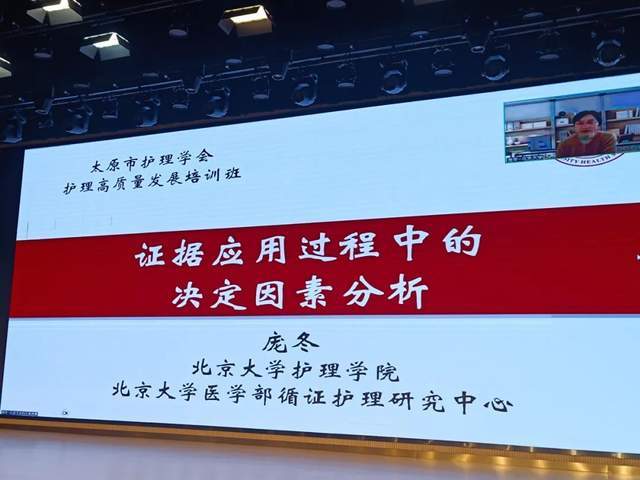 太原市护理学会
护理高质量发展培训班
证据应用过程中的
决定因素分析
庞冬
北京大学护理学院
北京大学医学部循证护理研究中心